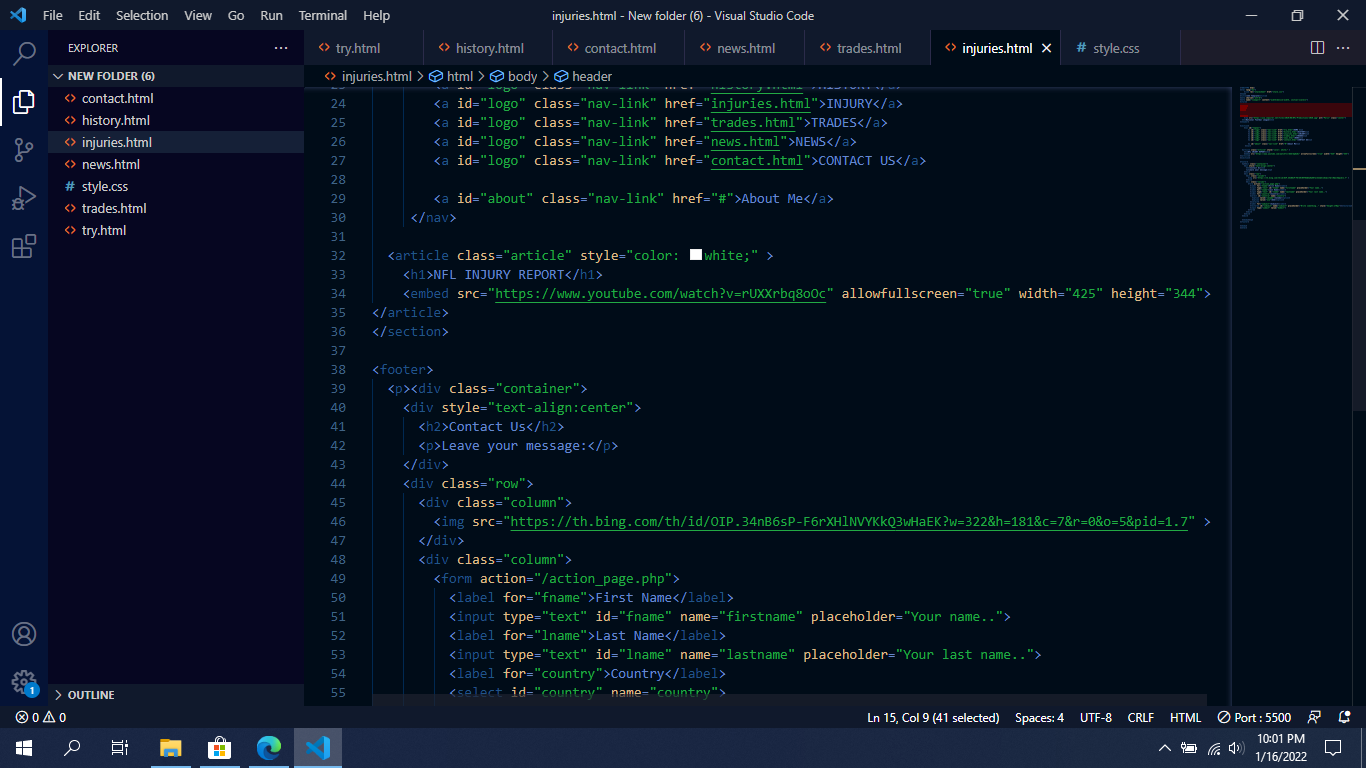 File Edit Selection View Go Run Terminal Help
injuries.html - New folder (6) - Visual Studio Code
EXPLORER
NEW FOLDER (6)
contact.html
history.html
injuries.html
news.html
# style.css
trades.html
try.html
OUTLINE
try.html history.html contact.html news.html trades.html injuries.html # style.css
injuries.html > html > body > header
24 <a id="logo" class="nav-link" href="injuries.html">INJURY</a>
25 <a id="logo" class="nav-link" href="trades.html">TRADES</a>
26 <a id="logo" class="nav-link" href="news.html">NEWS</a>
27 <a id="logo" class="nav-link" href="contact.html">CONTACT US</a>
28
29 <a id="about" class="nav-link" href="#">About Me</a>
30 </nav>
31
32 <article class="article" style="color: white;" >
33 <h1>NFL INJURY REPORT</h1>
34 <embed src="https://www.youtube.com/watch?v=rUXXrbq8oOc" allowfullscreen="true" width="425" height="344">
35 </article>
36 </section>
37
38 <footer>
39 <p><div class="container">
40 <div style="text-align:center">
41 <h2>Contact Us</h2>
42 <p>Leave your message:</p>
43 </div>
44 <div class="row">
45 <div class="column">
46 <img src="https://th.bing.com/th/id/OIP.34nB6sP-F6rXHlNVYKkQ3wHaEK?w=322&h=181&c=7&r=0&o=5&pid=1.7" >
47 </div>
48 <div class="column">
49 <form action="/action_page.php">
50 <label for="fname">First Name</label>
51 <input type="text" id="fname" name="firstname" placeholder="Your name..">
52 <label for="lname">Last Name</label>
53 <input type="text" id="lname" name="lastname" placeholder="Your last name..">
54 <label for="country">Country</label>
55 <select id="country" name="country">
1
0 0 Ln 15, Col 9 (41 selected) Spaces: 4 UTF-8 CRLF HTML Port : 5500
10:01 PM
1/16/2022